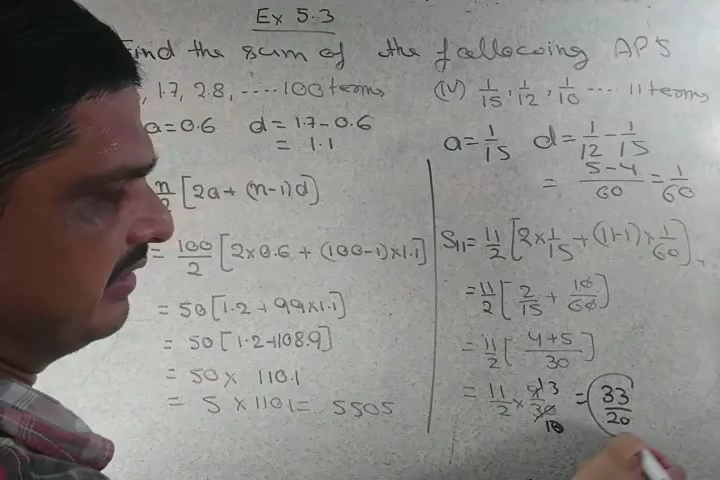 Ex 5.3
Find the sum of the following AP'S
, 1.7, 2.8, .... 100 terms
a = 0.6 d = 1.7 - 0.6
= 1.1
n/2 [2a + (n-1)d]
= 100/2 [2×0.6 + (100-1)×1.1]
= 50 [1.2 + 99×1.1]
= 50 [1.2+108.9]
= 50 × 110.1
= 5 × 1101 = 5505
(iv) 1/15, 1/12, 1/10 .... 11 terms
a = 1/15 d = 1/12 - 1/15
= 5-4/60 = 1/60
S11 = 11/2 [2×1/15 + (11-1)×1/60]
= 11/2 [2/15 + 10/60]
= 11/2 [4+5/30]
= 11/2 × 9 3/30 10 = 33/20